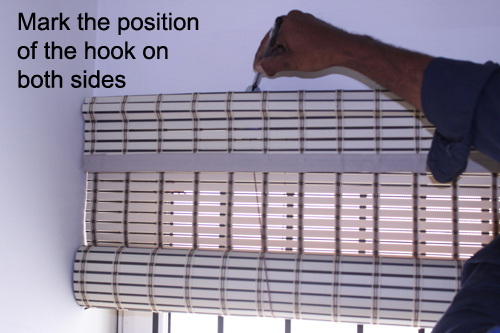 Mark the position
of the hook on
both sides